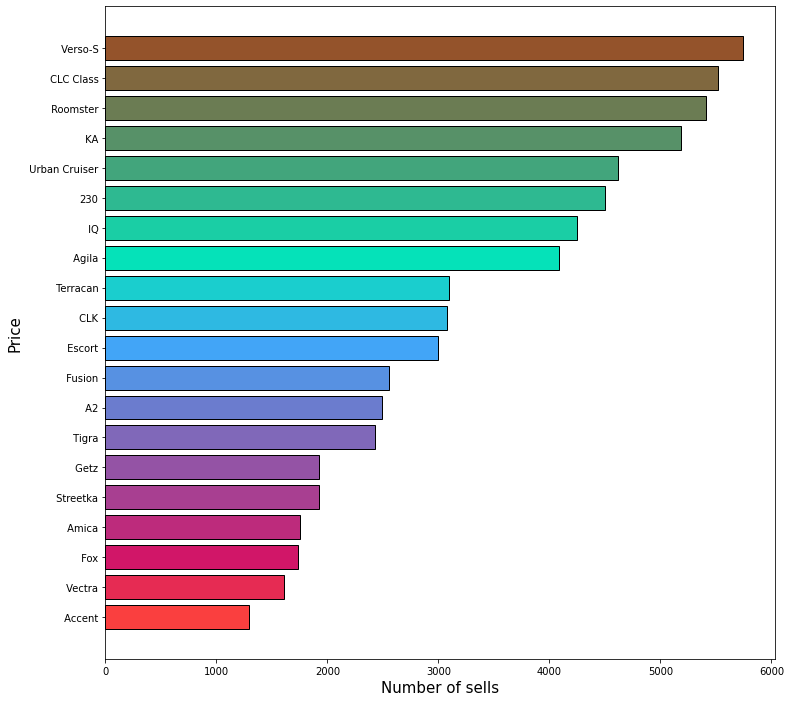 Verso-S
CLC Class
Roomster
KA
Urban Cruiser
230
IQ
Agila
Terracan
CLK
Escort
Fusion
A2
Tigra
Getz
Streetka
Amica
Fox
Vectra
Accent
Price
0 1000 2000 3000 4000 5000 6000
Number of sells